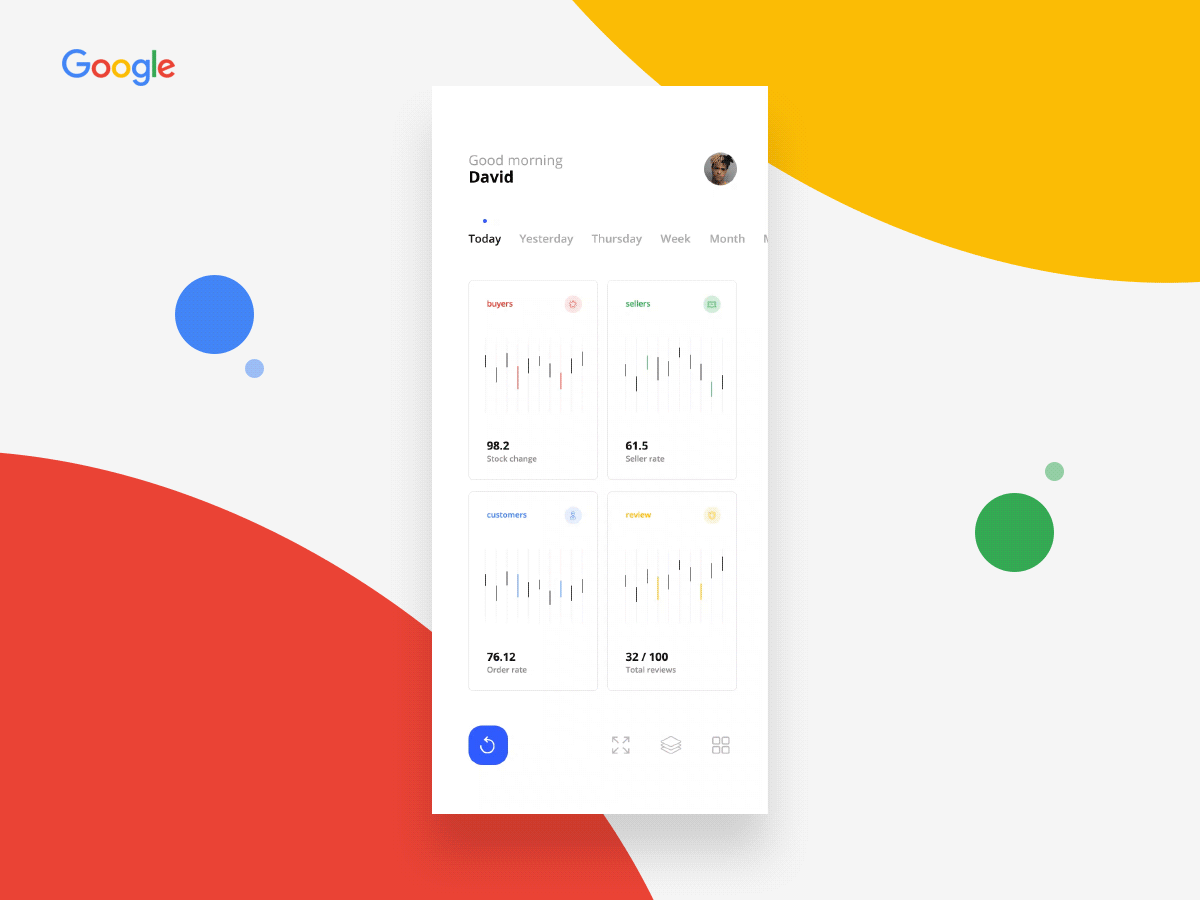 Google
Good morning
David
Today Yesterday Thursday Week Month
buyers
sellers
98.2
Stock change
61.5
Seller rate
customers
review
76.12
Order rate
32 / 100
Total reviews